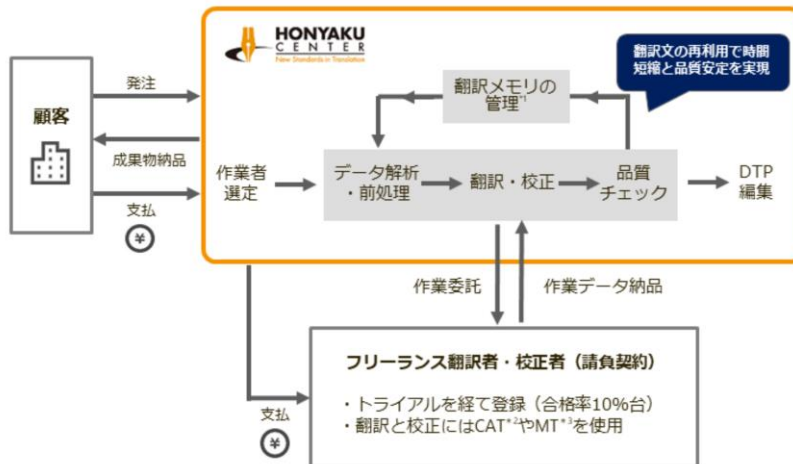 HONYAKU
CENTER
New Standards in Translation
翻訳文の再利用で時間
短縮と品質安定を実現
顧客
発注
成果物納品
支払
¥
翻訳メモリの
管理*1
作業者
選定
データ解析
・前処理
翻訳・校正
品質
チェック
DTP
編集
作業委託
作業データ納品
支払
¥
フリーランス翻訳者・校正者（請負契約）
・トライアルを経て登録（合格率10%台）
・翻訳と校正にはCAT*2やMT*3を使用